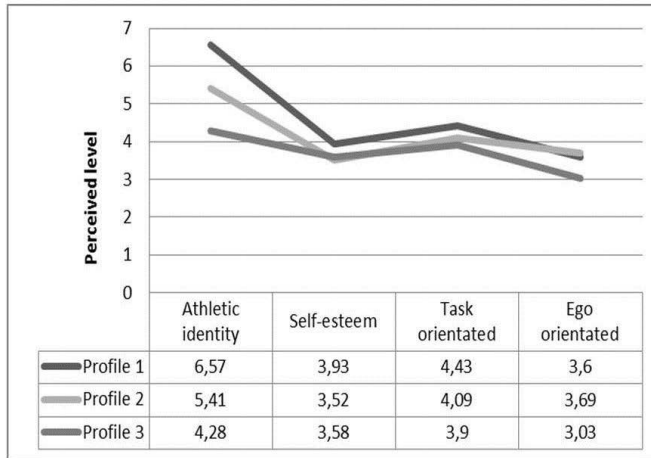 7
6
5
4
3
2
1
0
Perceived level
Athletic identity Self-esteem Task orientated Ego orientated
Profile 1 6,57 3,93 4,43 3,6
Profile 2 5,41 3,52 4,09 3,69
Profile 3 4,28 3,58 3,9 3,03